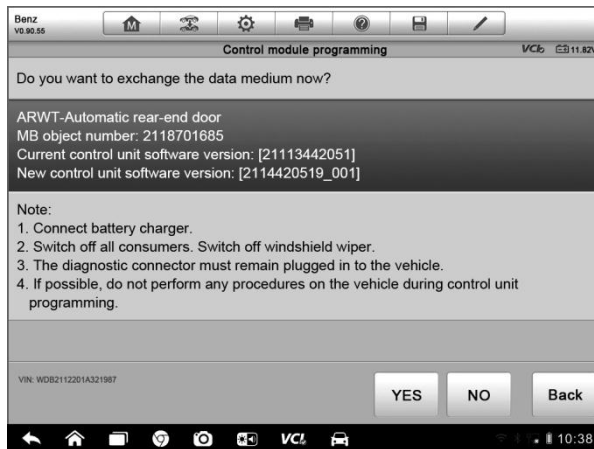 Benz
V0.90.55
M
Control module programming
VCI 11.82V
Do you want to exchange the data medium now?
ARWT-Automatic rear-end door
MB object number: 2118701685
Current control unit software version: [21113442051]
New control unit software version: [2114420519_001]
Note:
1. Connect battery charger.
2. Switch off all consumers. Switch off windshield wiper.
3. The diagnostic connector must remain plugged in to the vehicle.
4. If possible, do not perform any procedures on the vehicle during control unit
programming.
VIN: WDB2112201A321987
YES
NO
Back
VCI
10:38